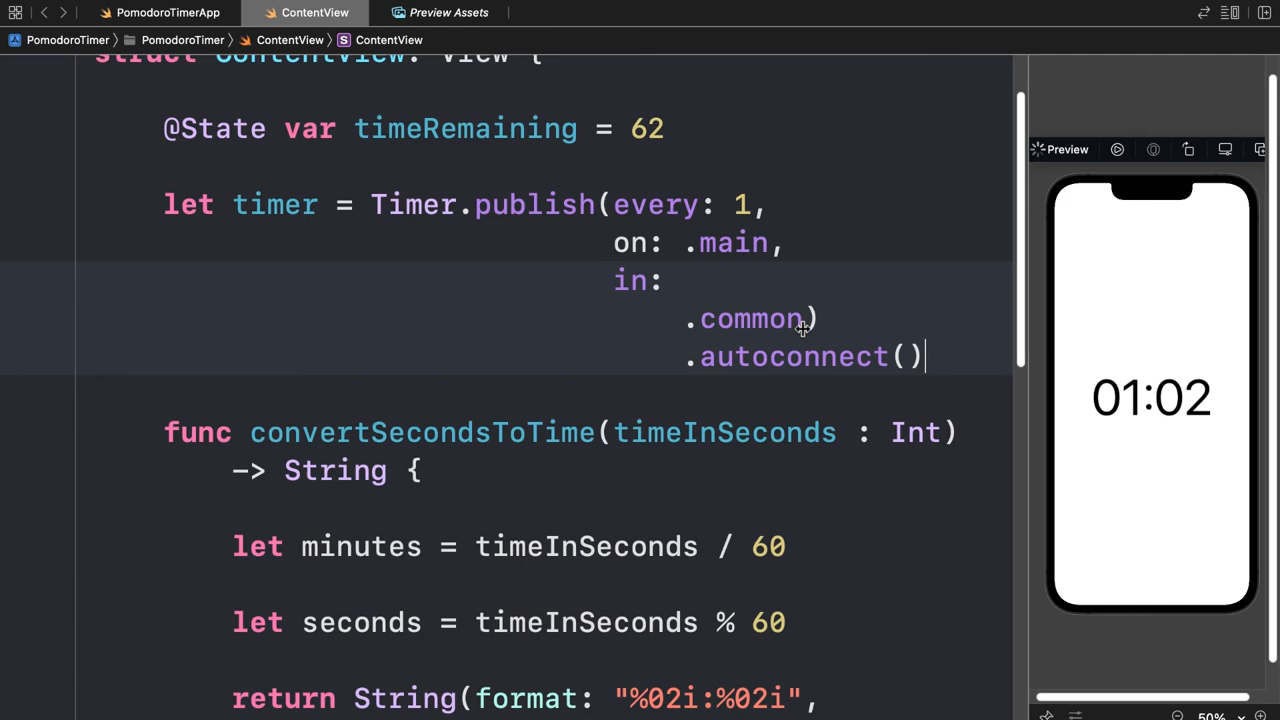 PomodoroTimerApp ContentView Preview Assets
PomodoroTimer PomodoroTimer ContentView S ContentView
struct ContentView: View {
@State var timeRemaining = 62
let timer = Timer.publish(every: 1,
on: .main,
in:
.common)
.autoconnect()
func convertSecondsToTime(timeInSeconds : Int)
-> String {
let minutes = timeInSeconds / 60
let seconds = timeInSeconds % 60
return String(format: "%02i:%02i",
Preview
01:02
50%